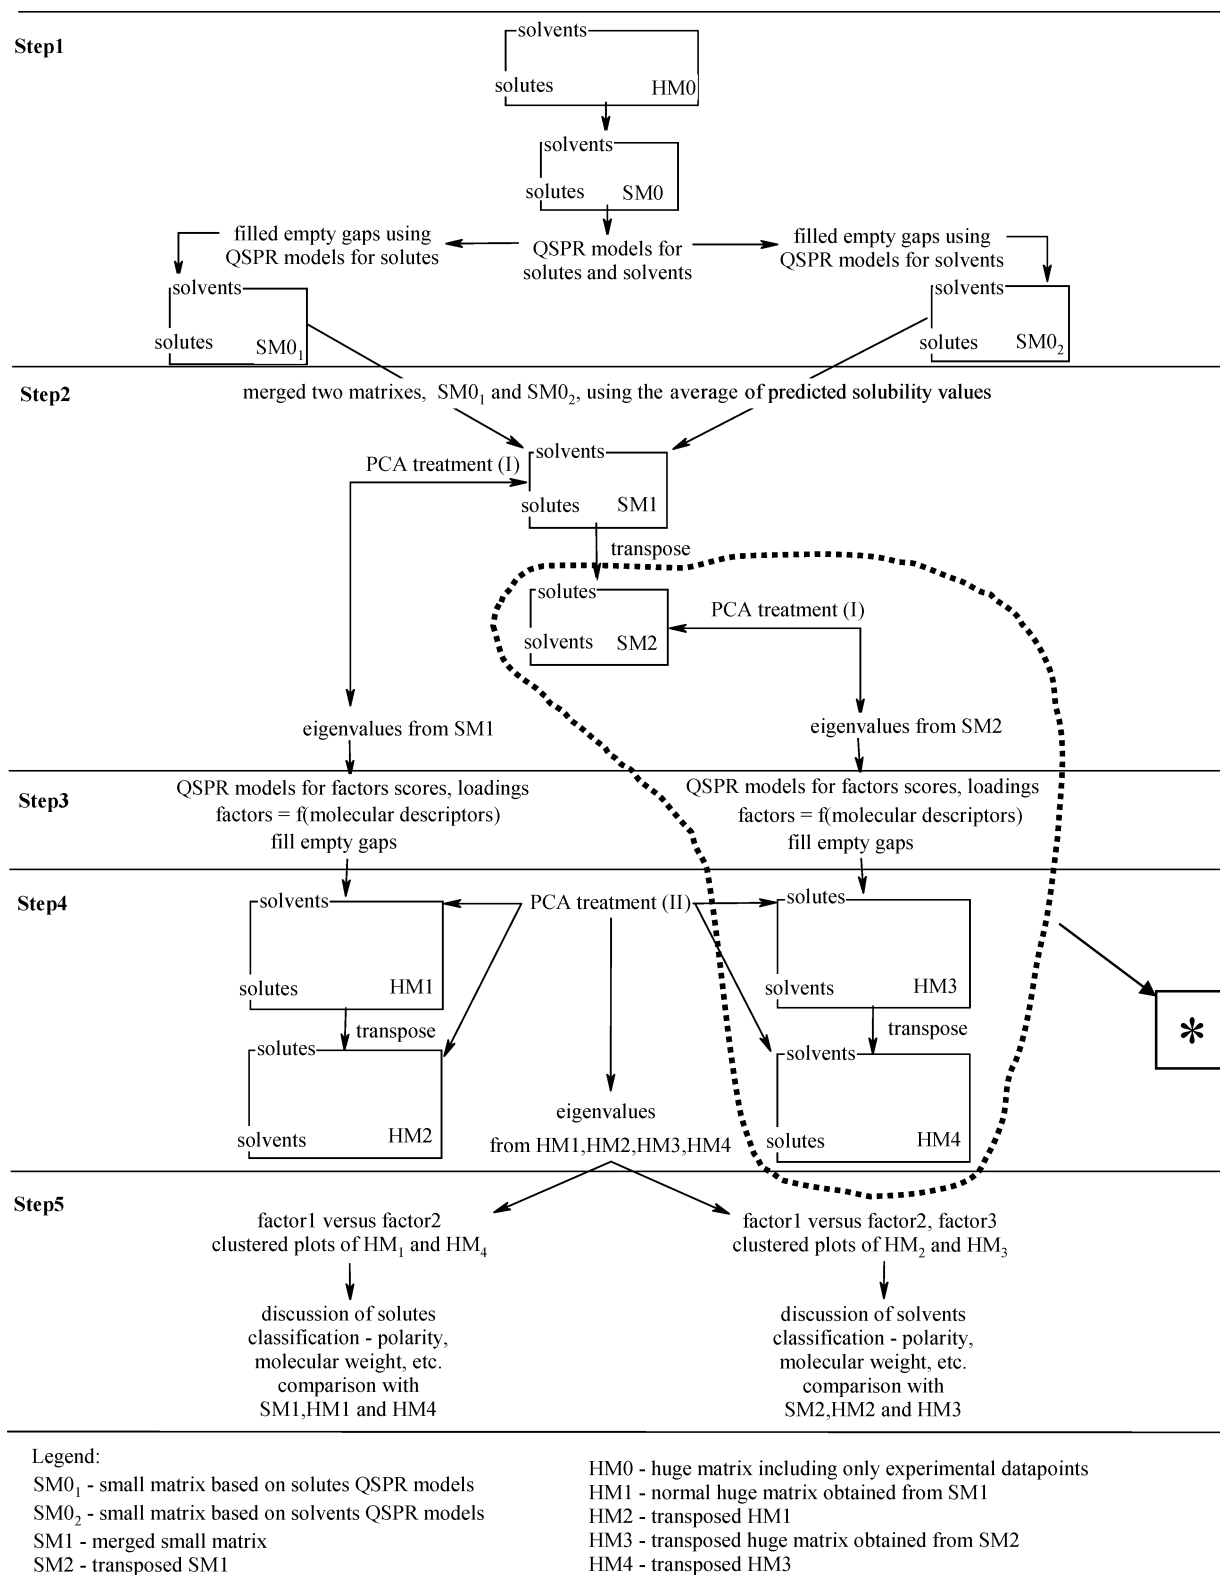 Step1
solvents
solutes HM0
solvents
solutes SM0
filled empty gaps using
QSPR models for solutes
QSPR models for
solutes and solvents
filled empty gaps using
QSPR models for solvents
solvents
solutes SM0₁
solvents
solutes SM0₂
Step2
merged two matrixes, SM0₁ and SM0₂, using the average of predicted solubility values
PCA treatment (I)
solvents
solutes SM1
transpose
solutes
solvents SM2
PCA treatment (I)
eigenvalues from SM1
eigenvalues from SM2
Step3
QSPR models for factors scores, loadings
factors = f(molecular descriptors)
fill empty gaps
QSPR models for factors scores, loadings
factors = f(molecular descriptors)
fill empty gaps
Step4
solvents
solutes HM1
transpose
solutes
solvents HM2
PCA treatment (II)
eigenvalues
from HM1,HM2,HM3,HM4
solutes
solvents HM3
transpose
solvents
solutes HM4
*
Step5
factor1 versus factor2
clustered plots of HM₁ and HM₄
discussion of solutes
classification - polarity,
molecular weight, etc.
comparison with
SM1,HM1 and HM4
factor1 versus factor2, factor3
clustered plots of HM₂ and HM₃
discussion of solvents
classification - polarity,
molecular weight, etc.
comparison with
SM2,HM2 and HM3
Legend:
SM0₁ - small matrix based on solutes QSPR models
SM0₂ - small matrix based on solvents QSPR models
SM1 - merged small matrix
SM2 - transposed SM1
HM0 - huge matrix including only experimental datapoints
HM1 - normal huge matrix obtained from SM1
HM2 - transposed HM1
HM3 - transposed huge matrix obtained from SM2
HM4 - transposed HM3